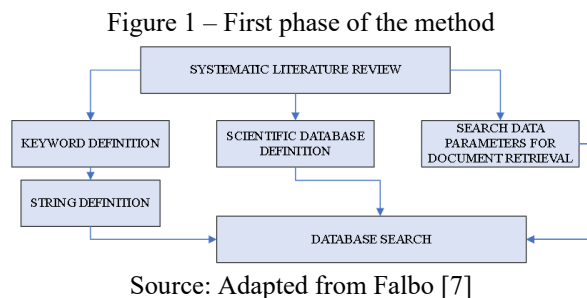 Figure 1 – First phase of the method
SYSTEMATIC LITERATURE REVIEW
KEYWORD DEFINITION
SCIENTIFIC DATABASE
DEFINITION
SEARCH DATA
PARAMETERS FOR
DOCUMENT RETRIEVAL
STRING DEFINITION
DATABASE SEARCH
Source: Adapted from Falbo [7]